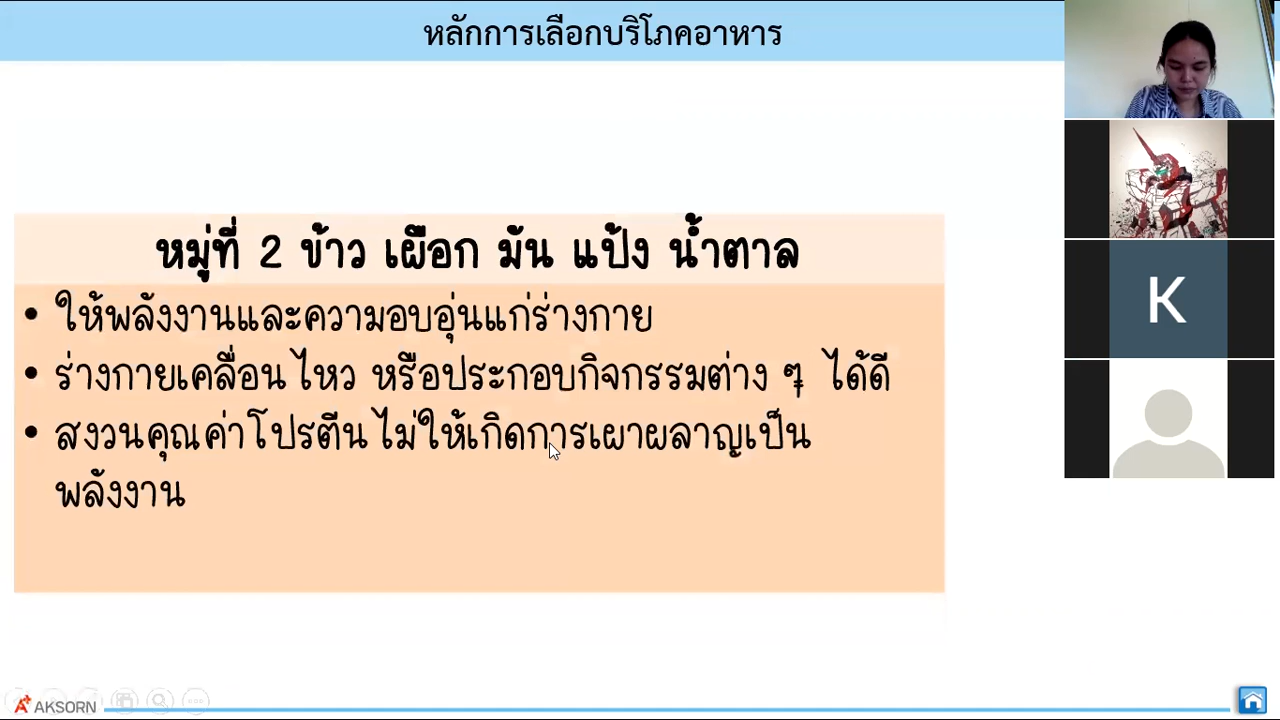 หลักการเลือกบริโภคอาหาร
หมู่ที่ 2 ข้าว เผือก มัน แป้ง น้ำตาล
• ให้พลังงานและความอบอุ่นแก่ร่างกาย
• ร่างกายเคลื่อนไหว หรือประกอบกิจกรรมต่าง ๆ ได้ดี
• สงวนคุณค่าโปรตีน ไม่ให้เกิดการเผาผลาญเป็น
พลังงาน
K
AKSORN